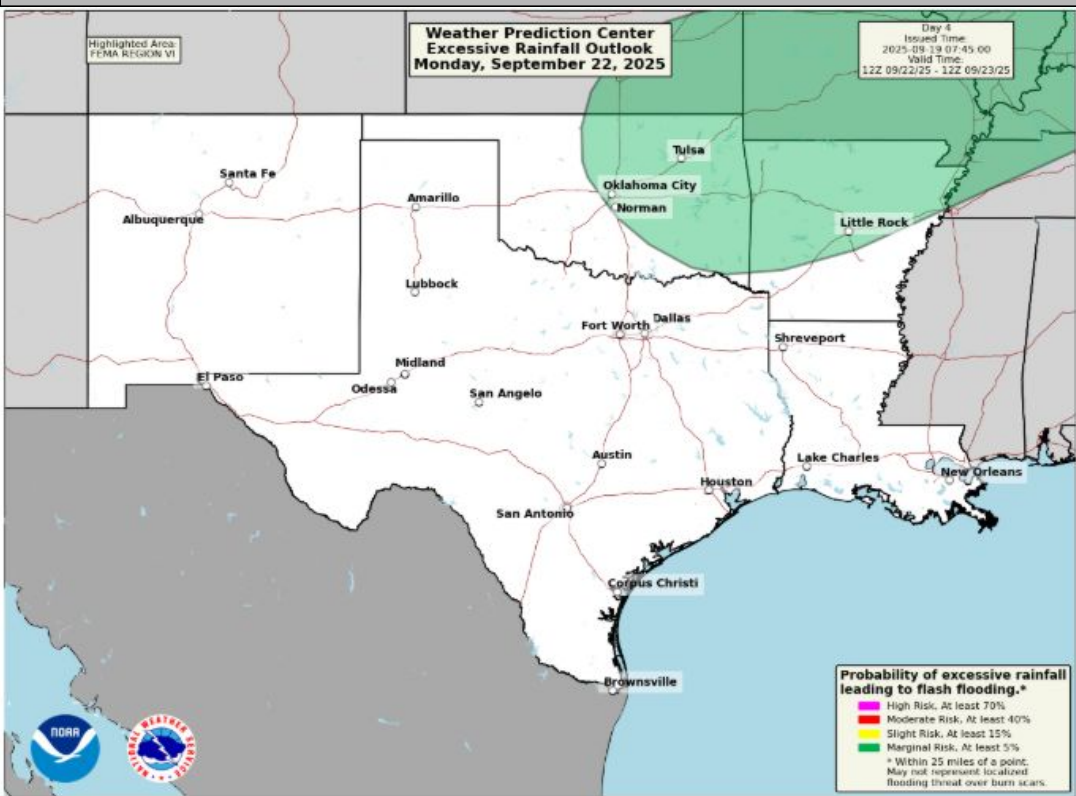 Weather Prediction Center
Excessive Rainfall Outlook
Monday, September 22, 2025
Highlighted Area:
FEMA REGION VI
Day 4
Issued Time:
2025-09-19 07:45:00
Valid Time:
12Z 09/22/25 - 12Z 09/23/25
Tulsa
Santa Fe
Oklahoma City
Amarillo
Norman
Albuquerque
Little Rock
Lubbock
Dallas
Fort Worth
Shreveport
Midland
El Paso
Odessa
San Angelo
Austin
Lake Charles
New Orleans
Houston
San Antonio
Corpus Christi
Brownsville
Probability of excessive rainfall
leading to flash flooding.*
High Risk, At least 70%
Moderate Risk, At least 40%
Slight Risk, At least 15%
Marginal Risk, At least 5%
* Within 25 miles of a point.
May not represent localized
flooding threat over burn scars.
NOAA
NATIONAL WEATHER SERVICE